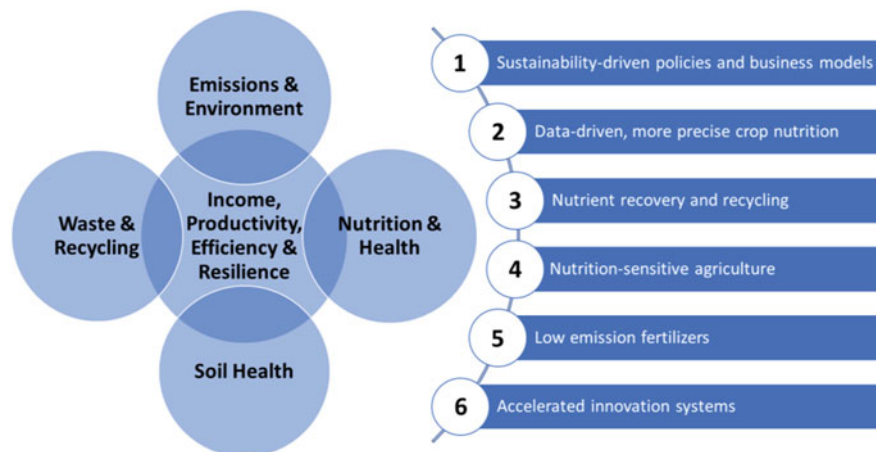 Emissions &
Environment
Waste &
Recycling
Income,
Productivity,
Efficiency &
Resilience
Nutrition &
Health
Soil Health
1 Sustainability-driven policies and business models
2 Data-driven, more precise crop nutrition
3 Nutrient recovery and recycling
4 Nutrition-sensitive agriculture
5 Low emission fertilizers
6 Accelerated innovation systems